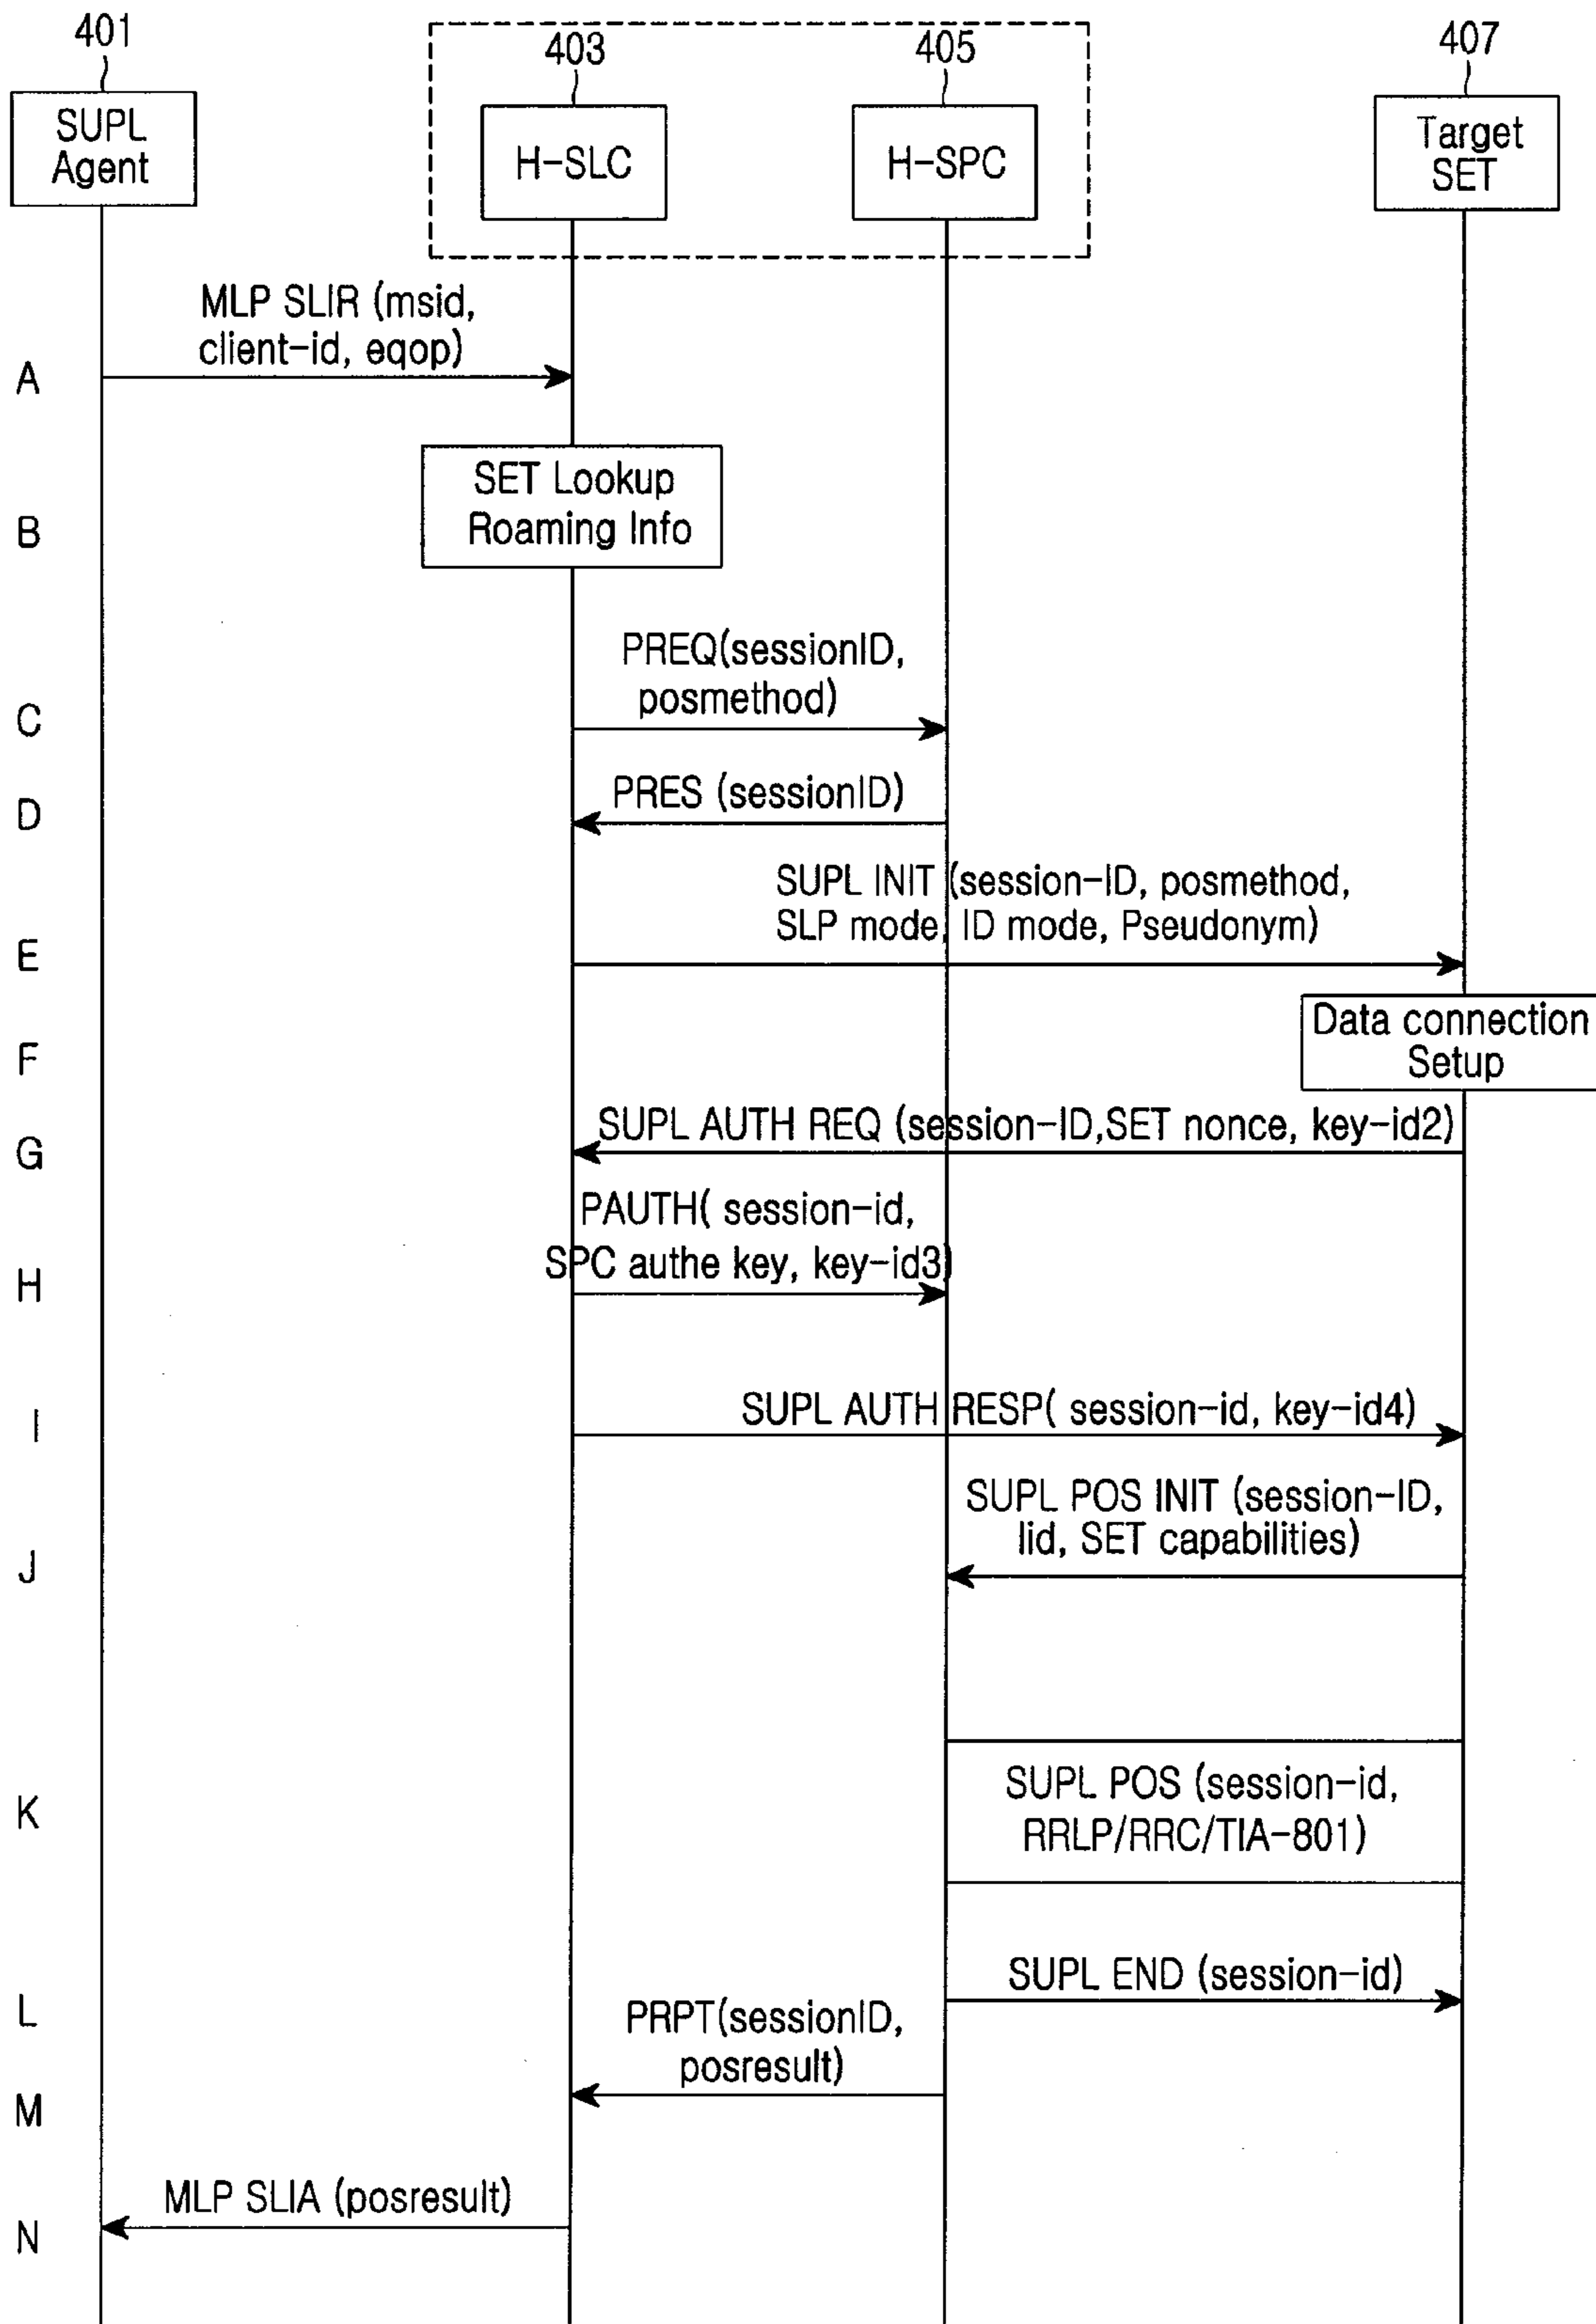 401
403
405
407
SUPL
Agent
H-SLC
H-SPC
Target
SET
MLP SLIR (msid,
client-id, eqop)
A
SET Lookup
Roaming Info
B
PREQ(sessionID,
posmethod)
C
PRES (sessionID)
D
SUPL INIT (session-ID, posmethod,
SLP mode, ID mode, Pseudonym)
E
Data connection
Setup
F
SUPL AUTH REQ (session-ID,SET nonce, key-id2)
G
PAUTH( session-id,
SPC authe key, key-id3)
H
SUPL AUTH RESP( session-id, key-id4)
I
SUPL POS INIT (session-ID,
lid, SET capabilities)
J
SUPL POS (session-id,
RRLP/RRC/TIA-801)
K
SUPL END (session-id)
L
PRPT(sessionID,
posresult)
M
MLP SLIA (posresult)
N